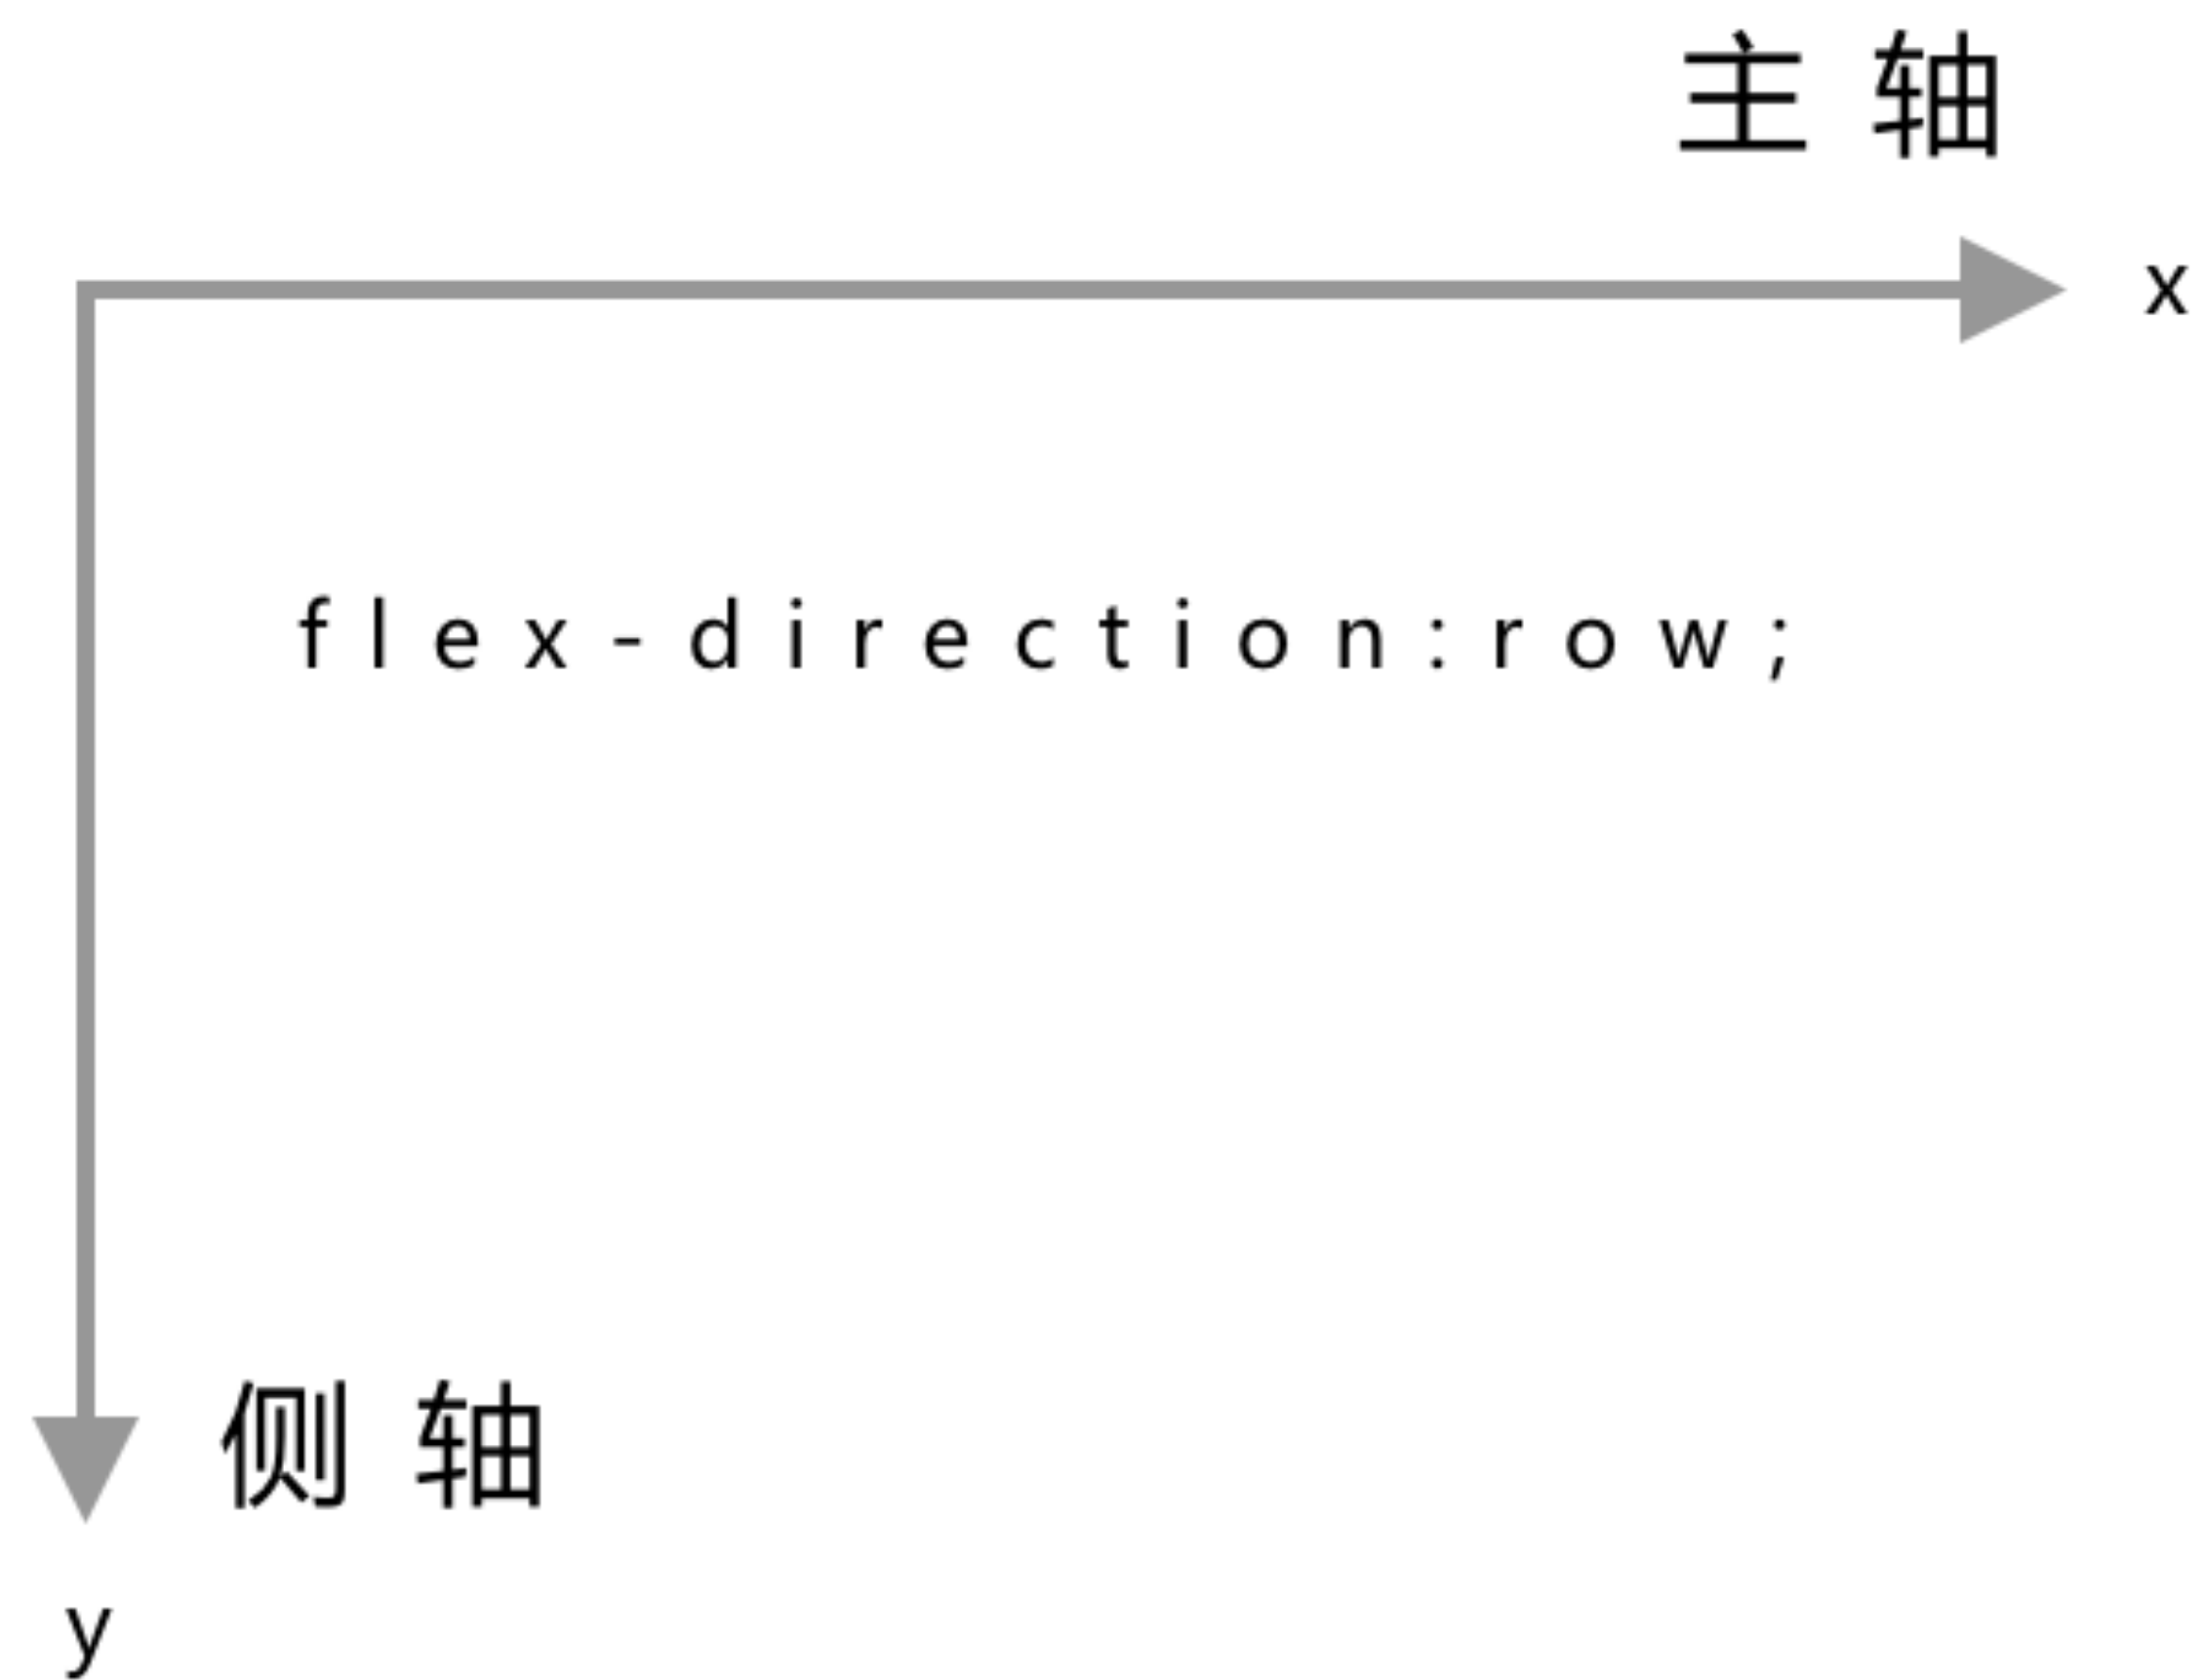 主轴
x
flex-direction:row;
侧轴
y